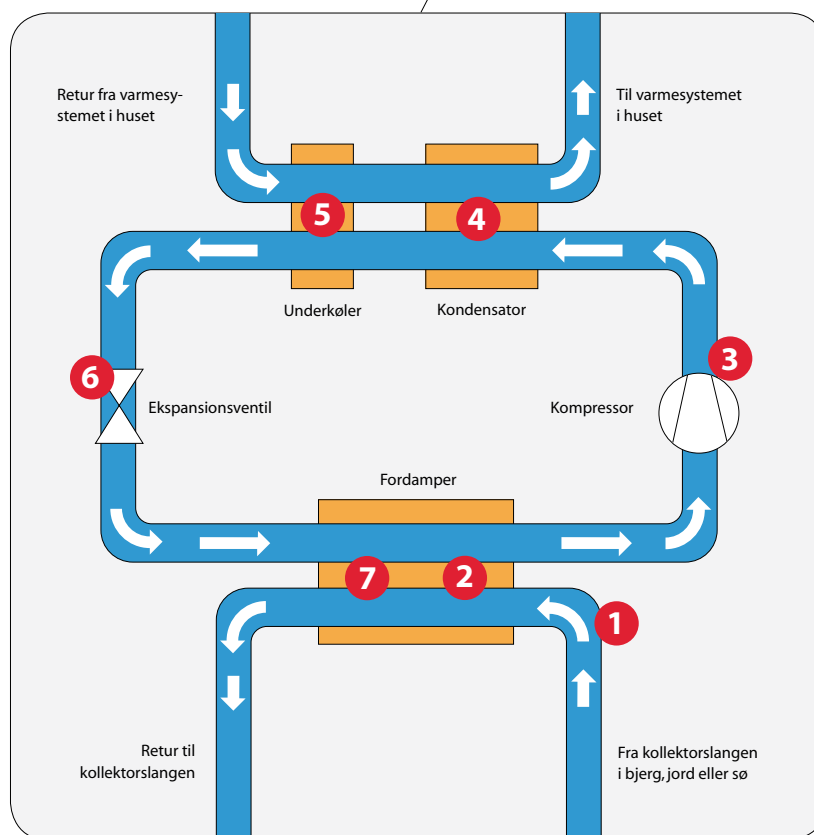 Retur fra varmesy-
stemet i huset
Til varmesystemet
i huset
5
4
Underkøler
Kondensator
3
6
Ekspansionsventil
Kompressor
Fordamper
7
2
1
Retur til
kollektorslangen
Fra kollektorslangen
i bjerg, jord eller sø